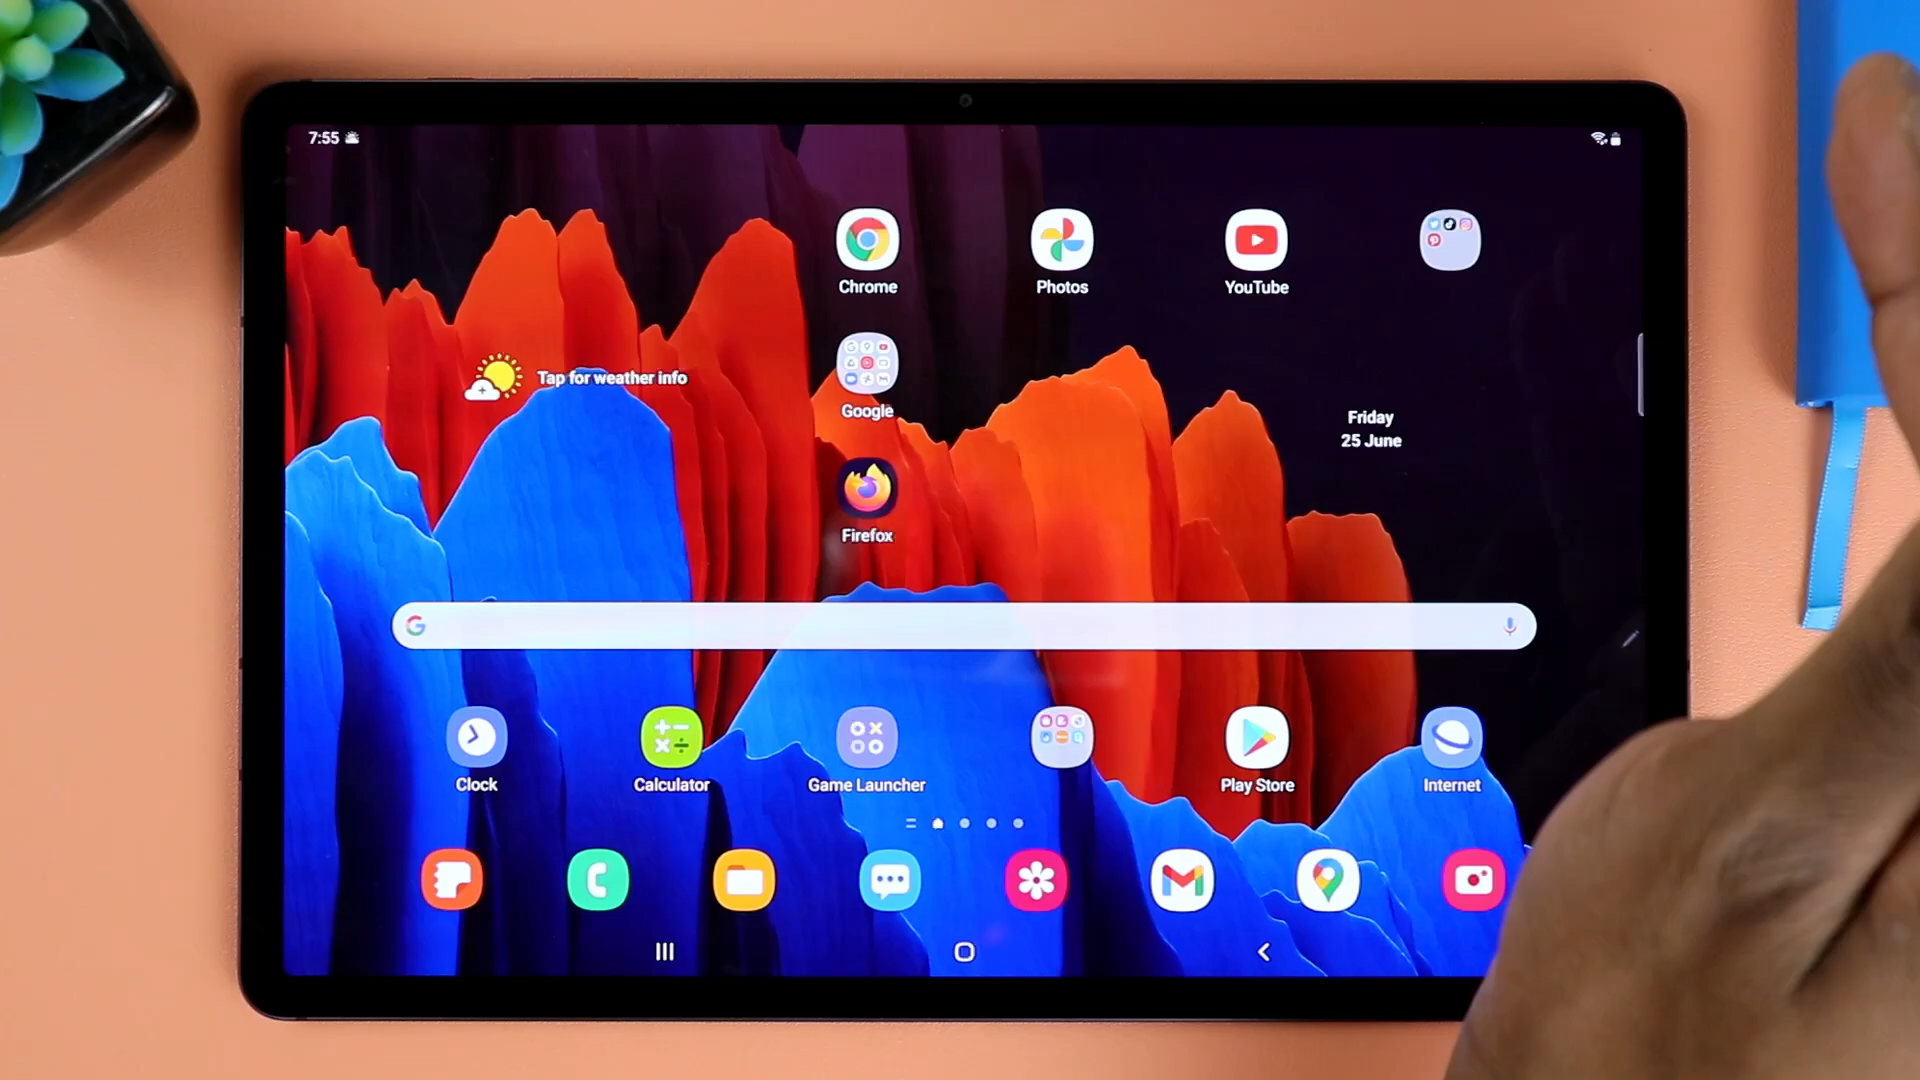 7:55
Chrome
Photos
YouTube
Tap for weather info
Google
Friday
25 June
Firefox
Clock
Calculator
Game Launcher
Play Store
Internet